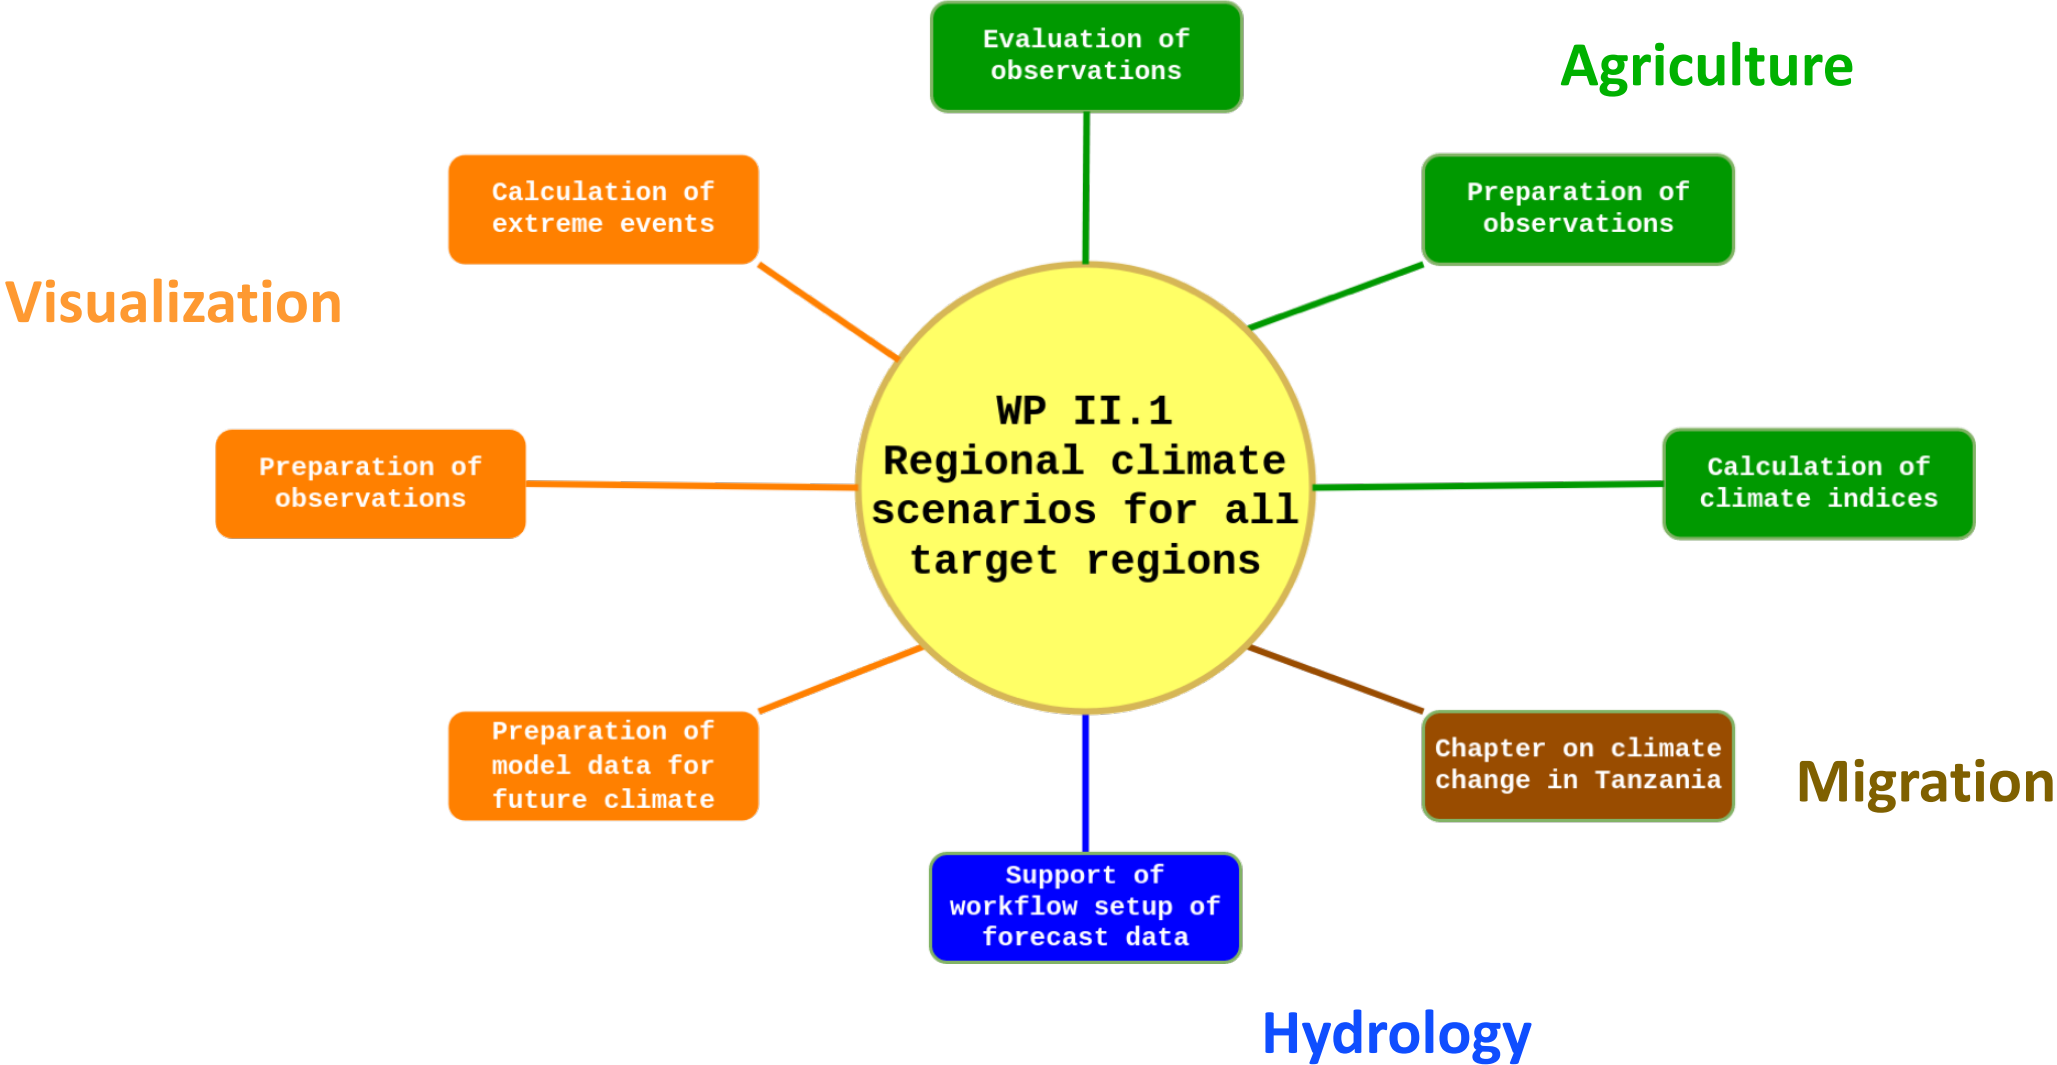 Evaluation of
observations
Agriculture
Calculation of
extreme events
Preparation of
observations
Visualization
WP II.1
Regional climate
scenarios for all
target regions
Preparation of
observations
Calculation of
climate indices
Preparation of
model data for
future climate
Chapter on climate
change in Tanzania
Migration
Support of
workflow setup of
forecast data
Hydrology